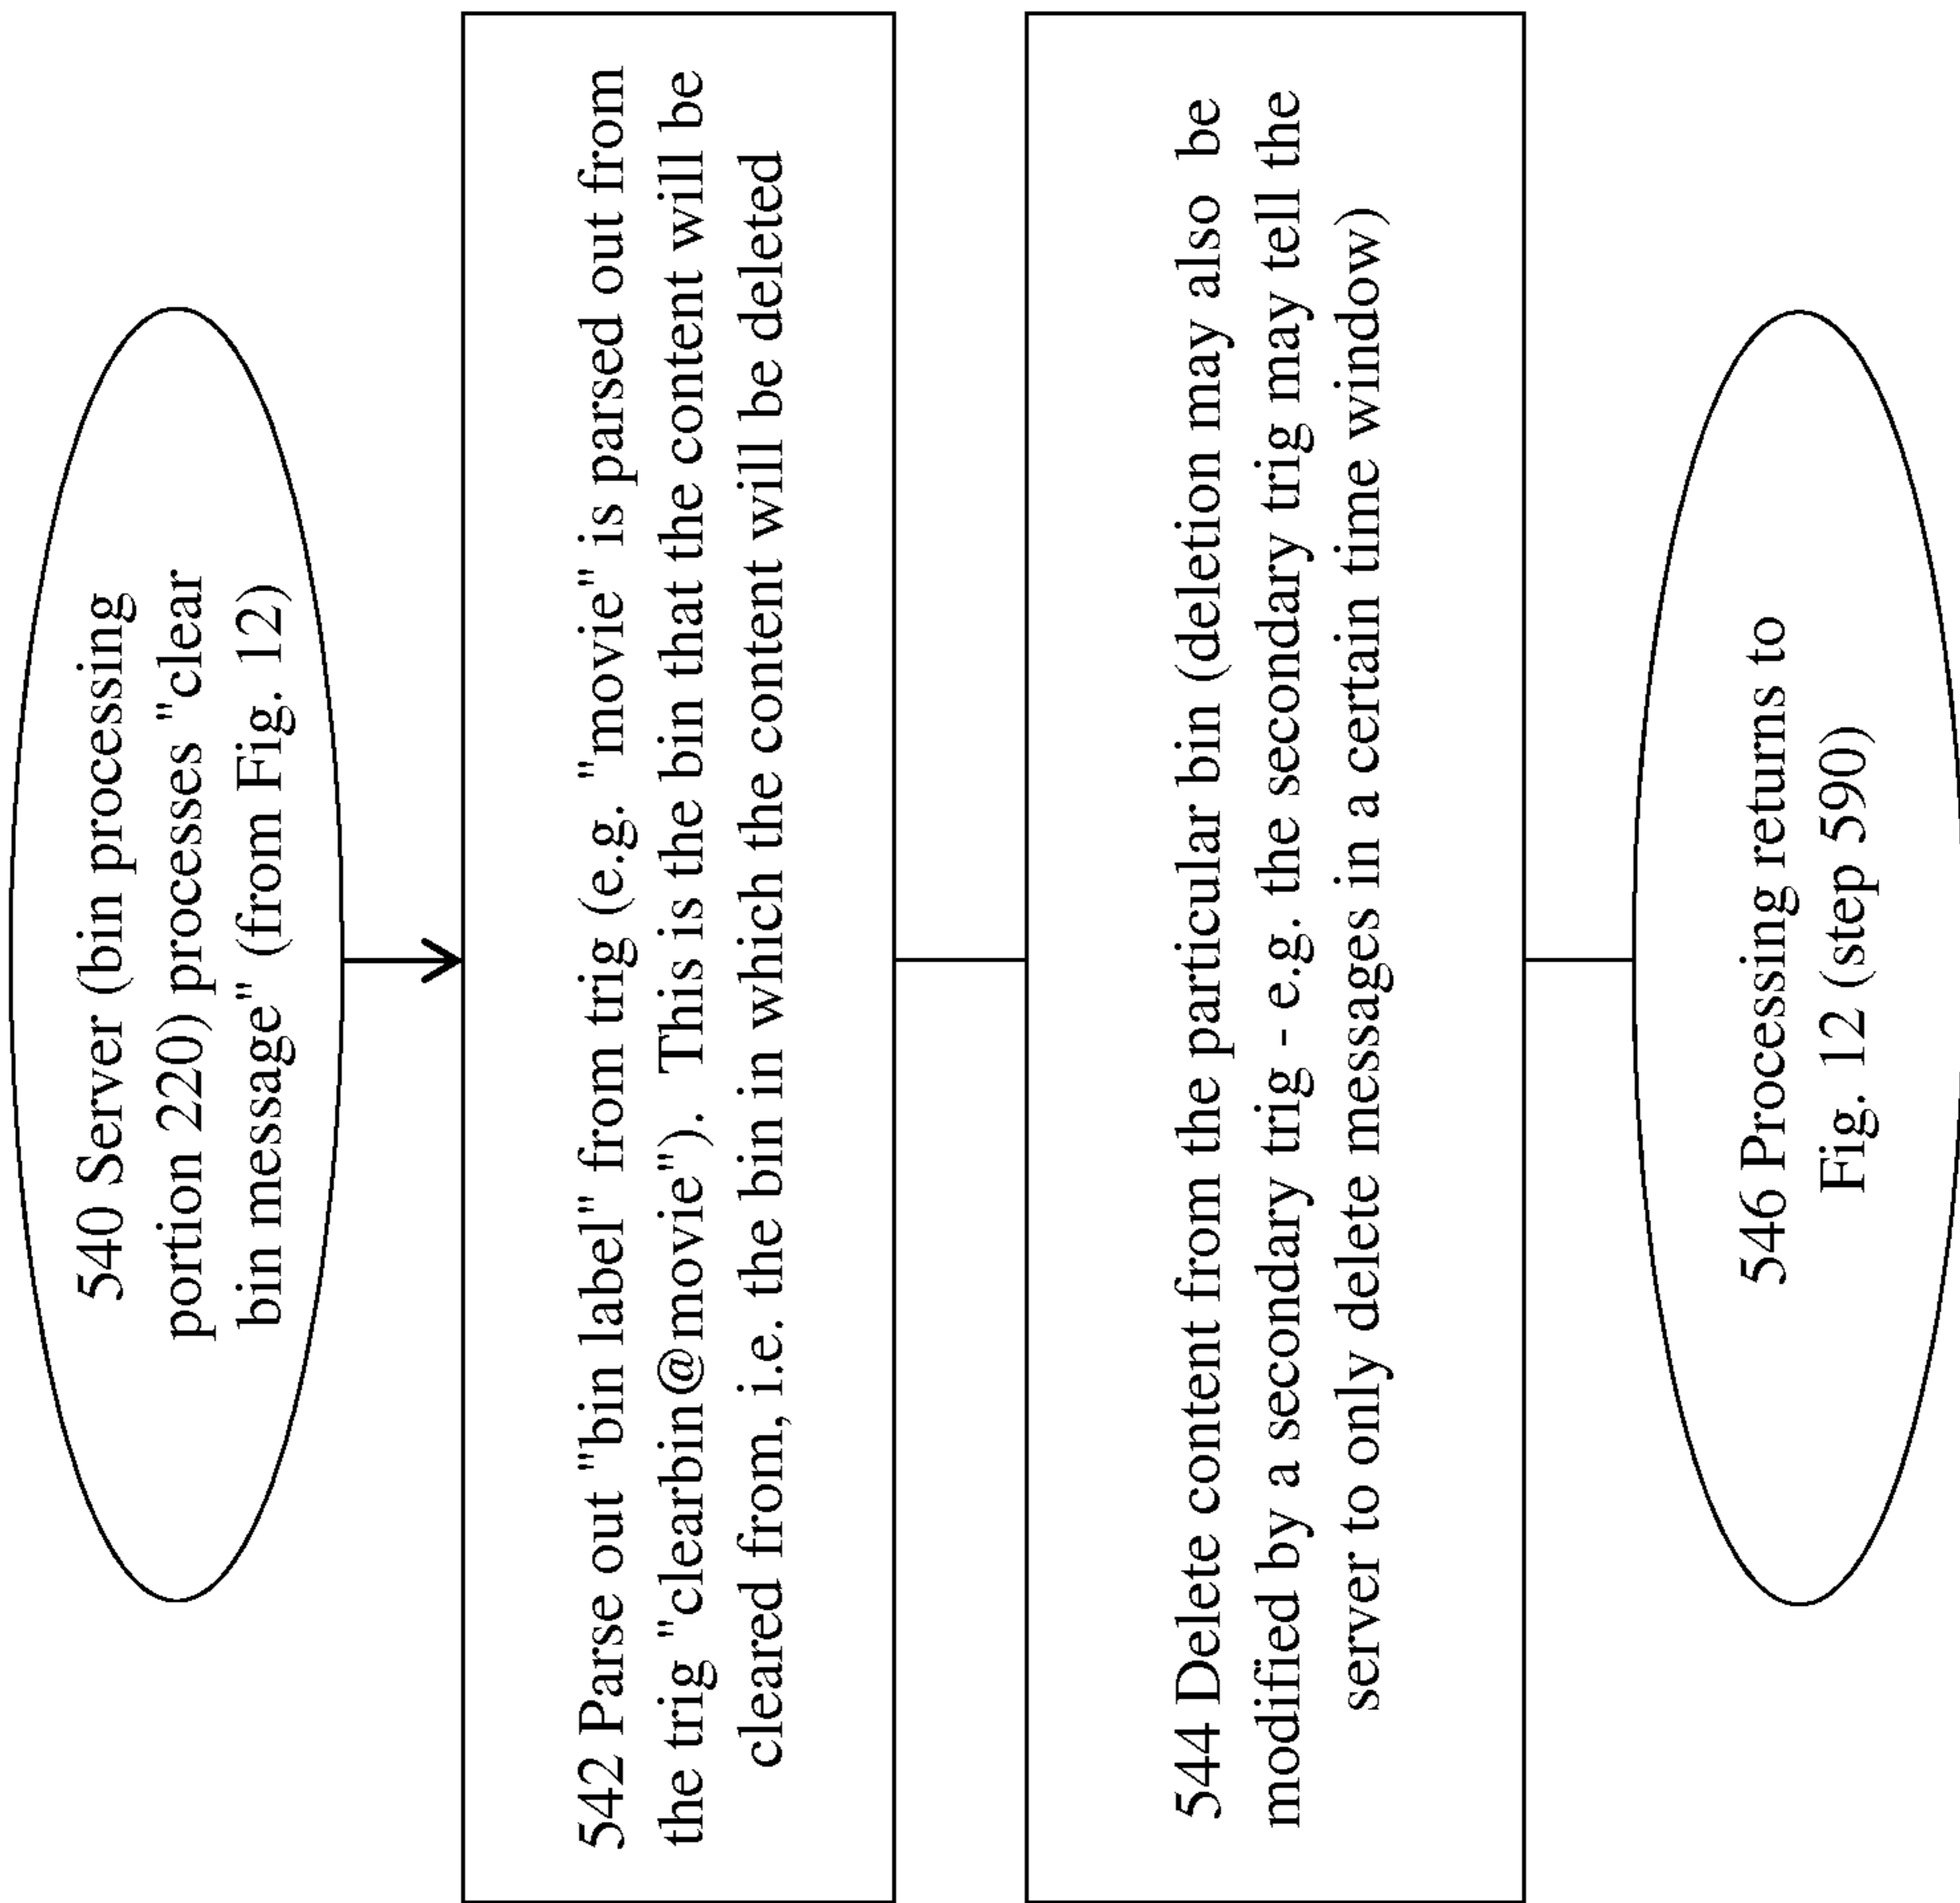 540 Server (bin processing
portion 220) processes "clear
bin message" (from Fig. 12)
542 Parse out "bin label" from trig (e.g. "movie" is parsed out from
the trig "clearbin@movie"). This is the bin that the content will be
cleared from, i.e. the bin in which the content will be deleted
544 Delete content from the particular bin (deletion may also be
modified by a secondary trig - e.g. the secondary trig may tell the
server to only delete messages in a certain time window)
546 Processing returns to
Fig. 12 (step 590)